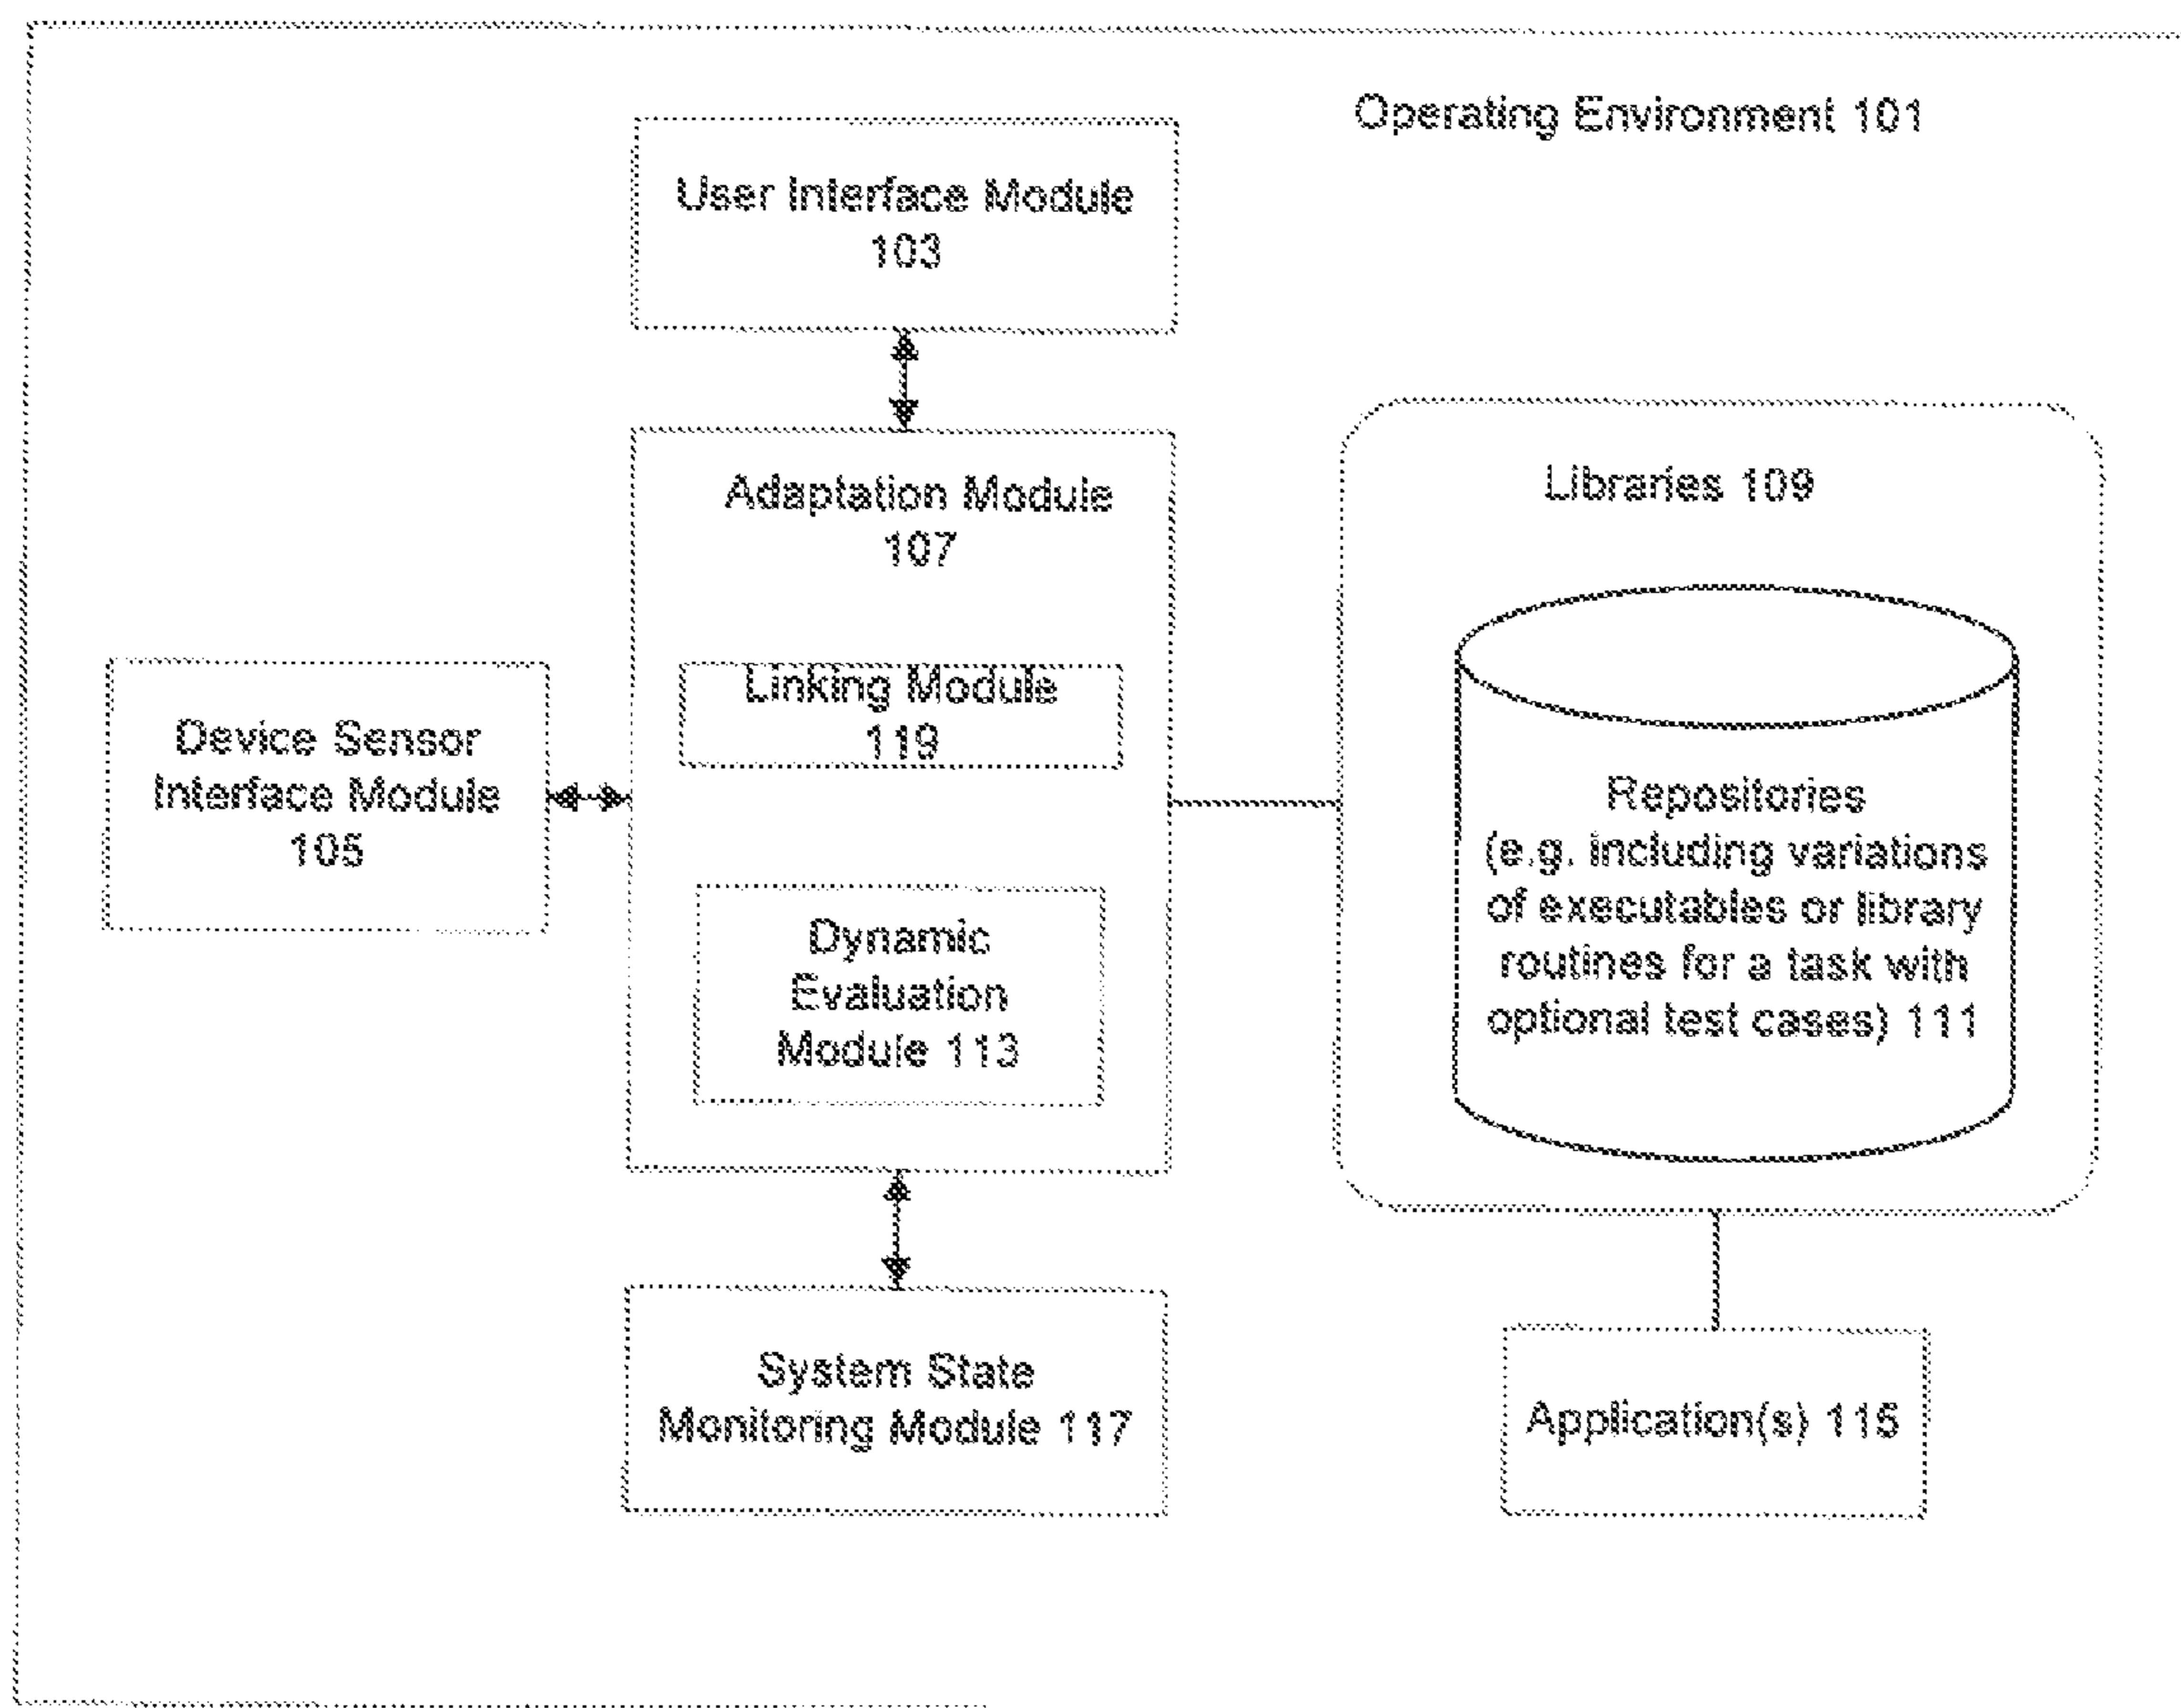 Operating Environment 101
User Interface Module
103
Adaptation Module
107
Linking Module
119
Dynamic
Evaluation
Module 113
Device Sensor
Interface Module
105
System State
Monitoring Module 117
Libraries 109
Repositories
(e.g. including variations
of executables or library
routines for a task with
optional test cases) 111
Application(s) 115